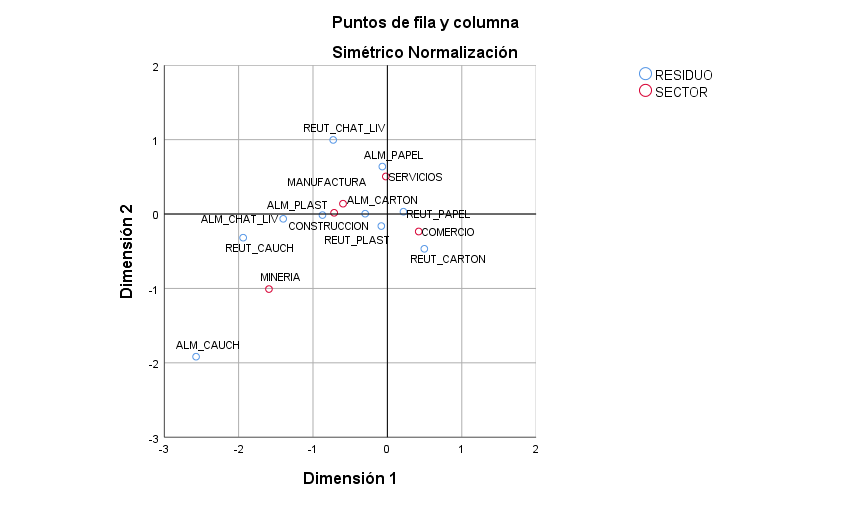 Puntos de fila y columna
Simétrico Normalización
RESIDUO
SECTOR
2
1
0
-1
-2
-3
Dimensión 2
REUT_CHAT_LIV
ALM_PAPEL
SERVICIOS
MANUFACTURA
ALM_CARTON
ALM_PLAST
REUT_PAPEL
ALM_CHAT_LIV
CONSTRUCCION
COMERCIO
REUT_PLAST
REUT_CAUCH
REUT_CARTON
MINERIA
ALM_CAUCH
-3 -2 -1 0 1 2
Dimensión 1